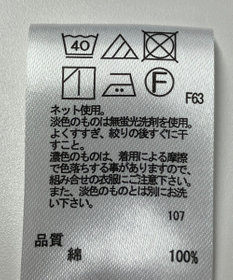 40
F
F63
ネット使用。
淡色のものは無蛍光洗剤を使用。
よくすすぎ、絞りの後すぐに干
すこと。
濃色のものは、着用による摩擦
で色落ちする事がありますので、
組み合せの衣服にご注意下さい。
また、淡色のものとは別にお洗
い下さい。
107
品質
綿 100%